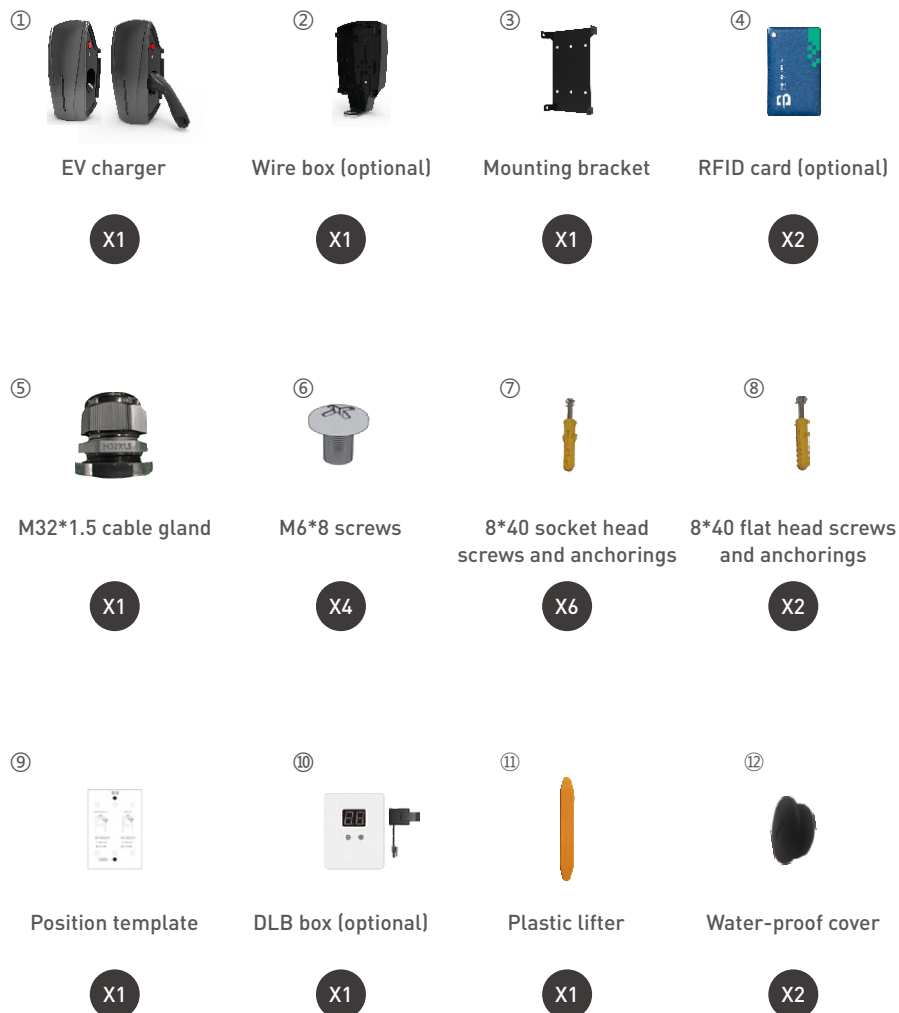 ① ② ③ ④
EV charger
Wire box (optional)
Mounting bracket
RFID card (optional)
X1
X1
X1
X2
⑤ ⑥ ⑦ ⑧
M32X1.5
M32*1.5 cable gland
M6*8 screws
8*40 socket head
screws and anchorings
8*40 flat head screws
and anchorings
X1
X4
X6
X2
⑨ ⑩ ⑪ ⑫
88
Position template
DLB box (optional)
Plastic lifter
Water-proof cover
X1
X1
X1
X2